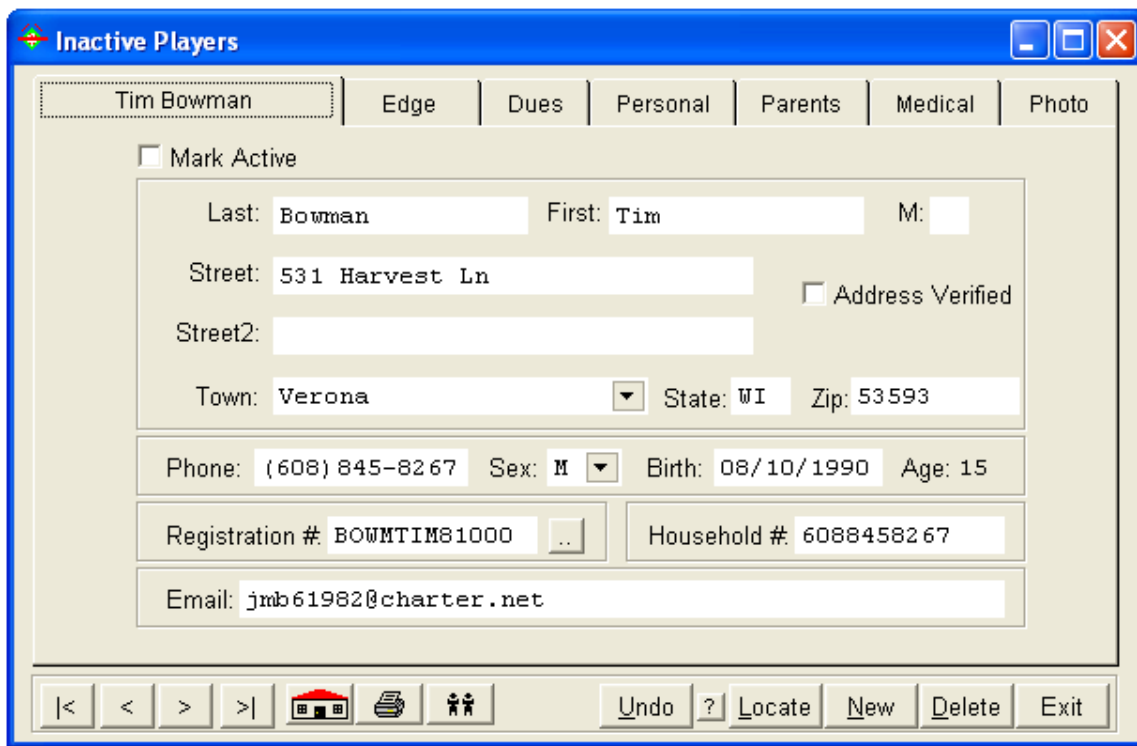 Inactive Players
Tim Bowman Edge Dues Personal Parents Medical Photo
Mark Active
Last: Bowman First: Tim M:
Street: 531 Harvest Ln
Address Verified
Street2:
Town: Verona State: WI Zip: 53593
Phone: (608)845-8267 Sex: M Birth: 08/10/1990 Age: 15
Registration #: BOWMTIM81000 .. Household #: 6088458267
Email: jmb61982@charter.net
|< < > >| Undo ? Locate New Delete Exit